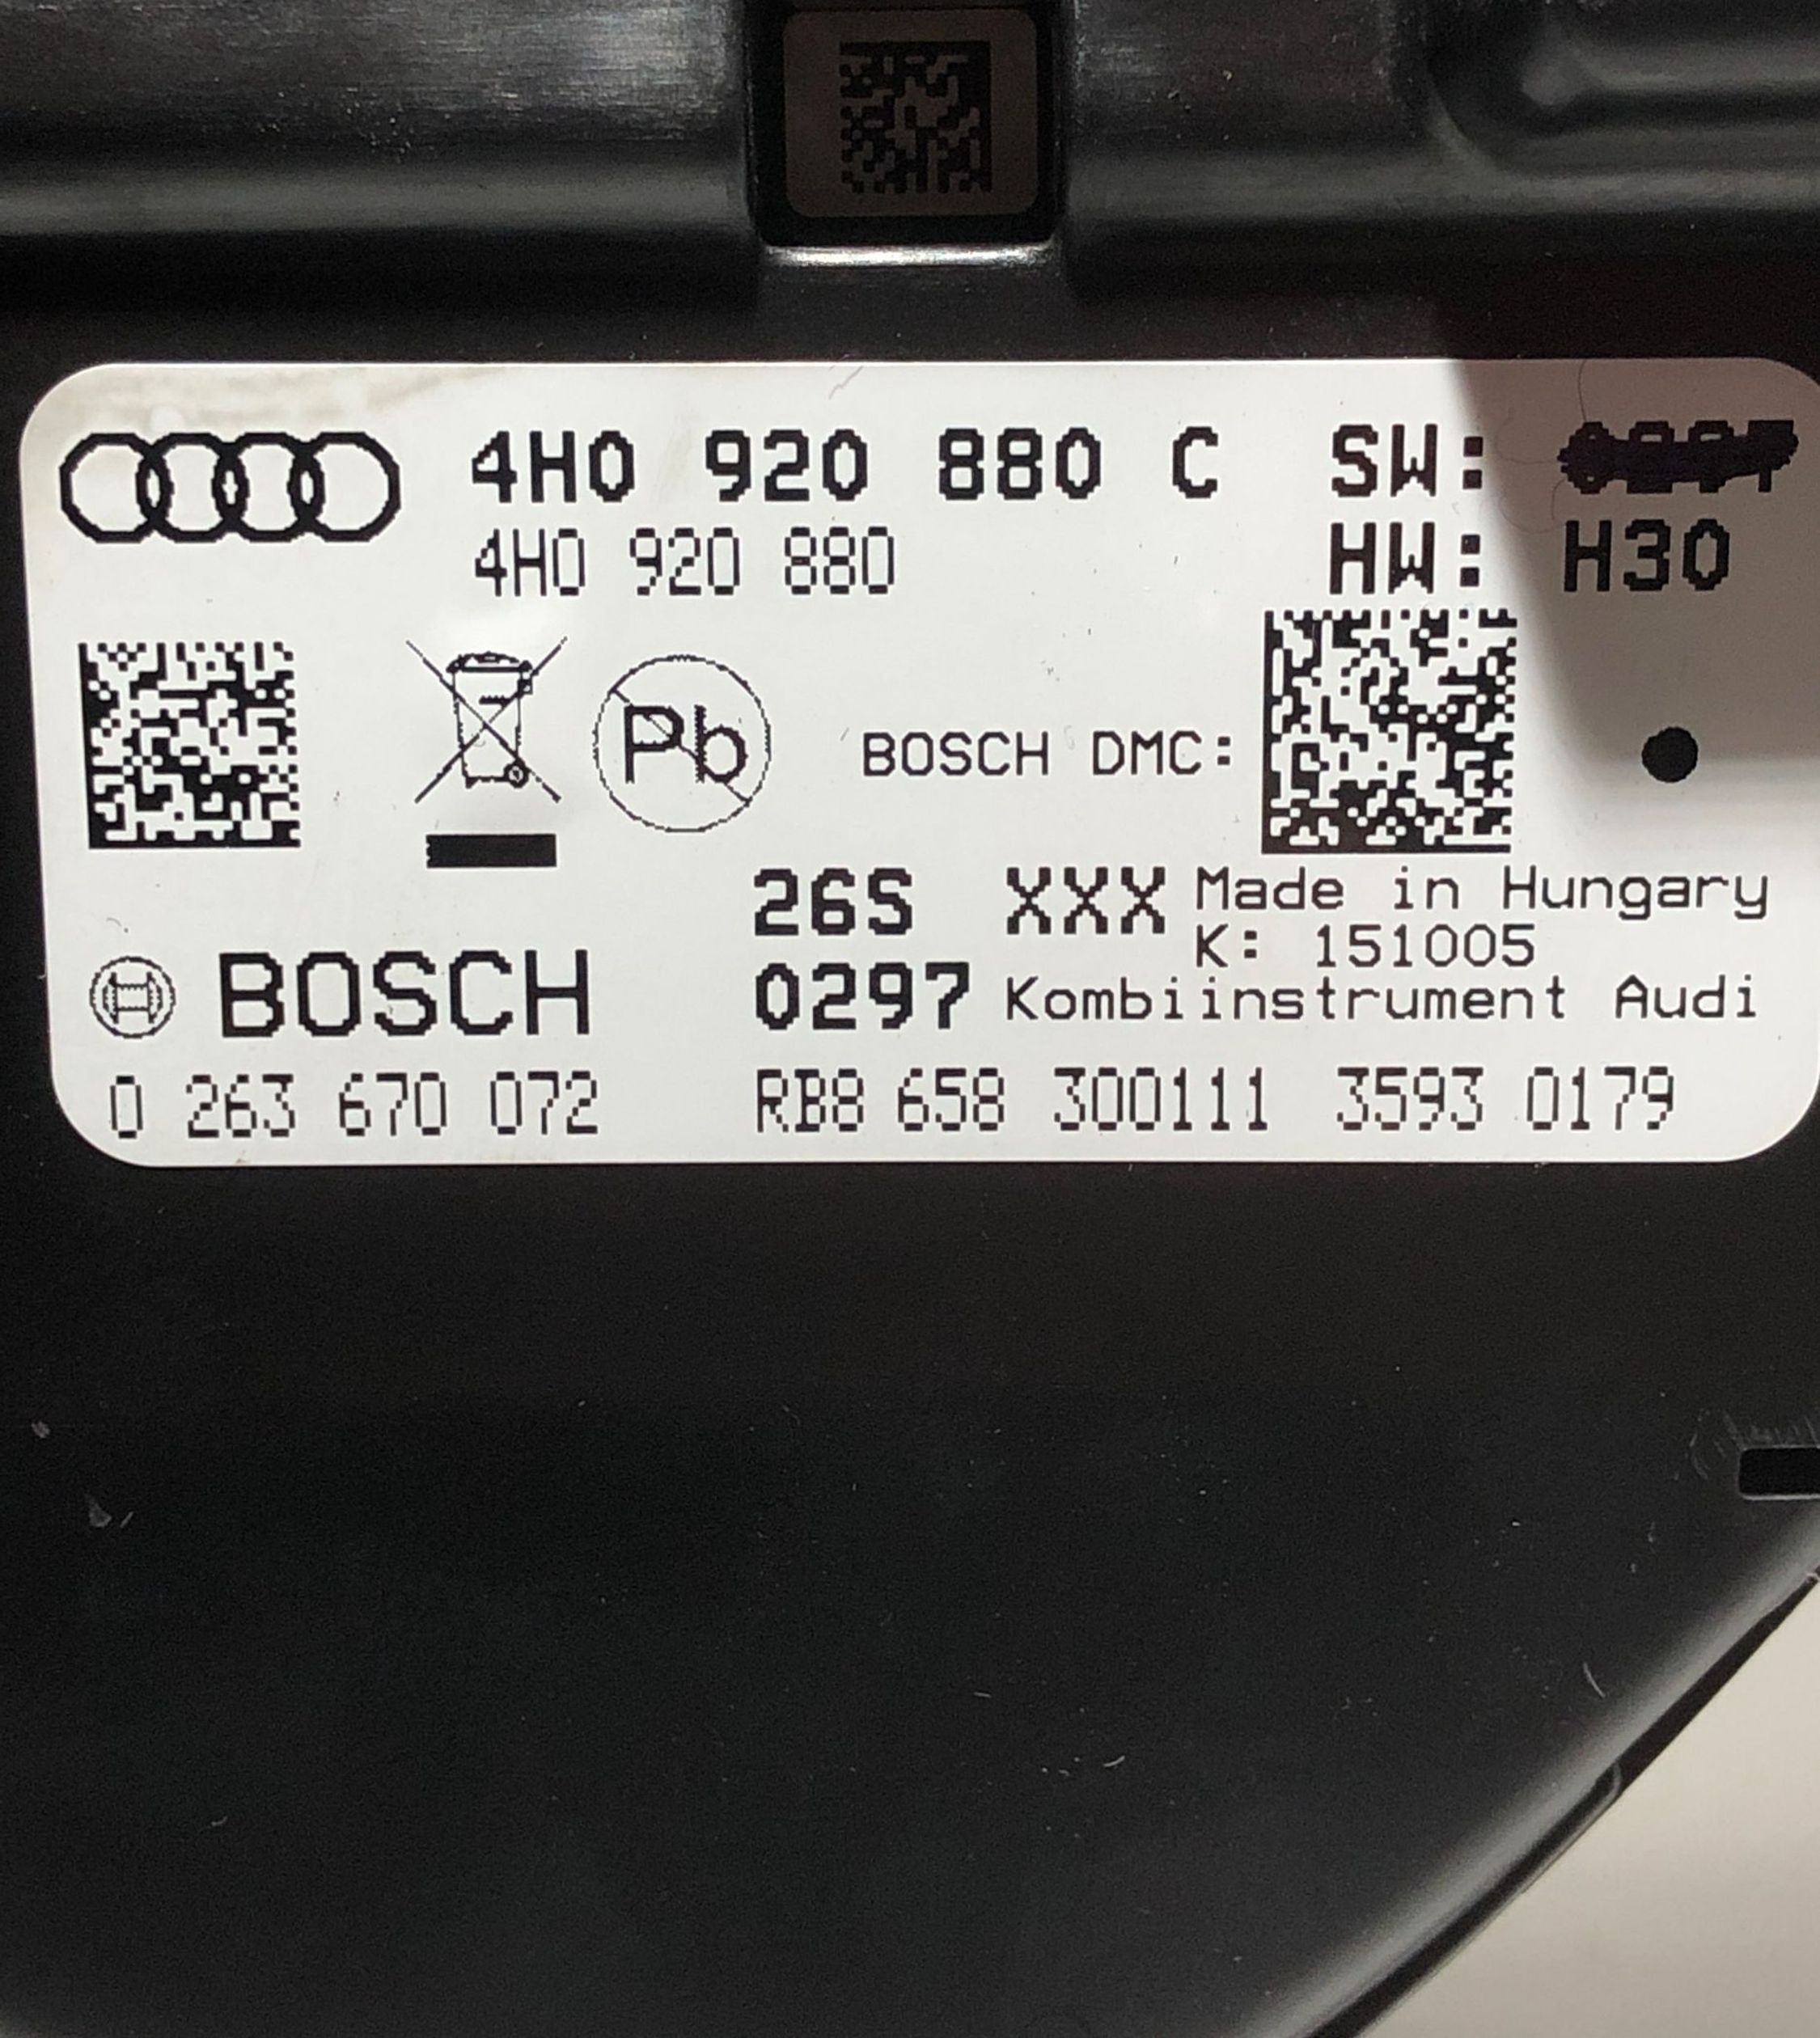 4H0 920 880 C SW:
4H0 920 880 HW: H30
Pb
BOSCH DMC:
26S XXX Made in Hungary
K: 151005
BOSCH 0297 Kombiinstrument Audi
0 263 670 072 RB8 658 300111 3593 0179